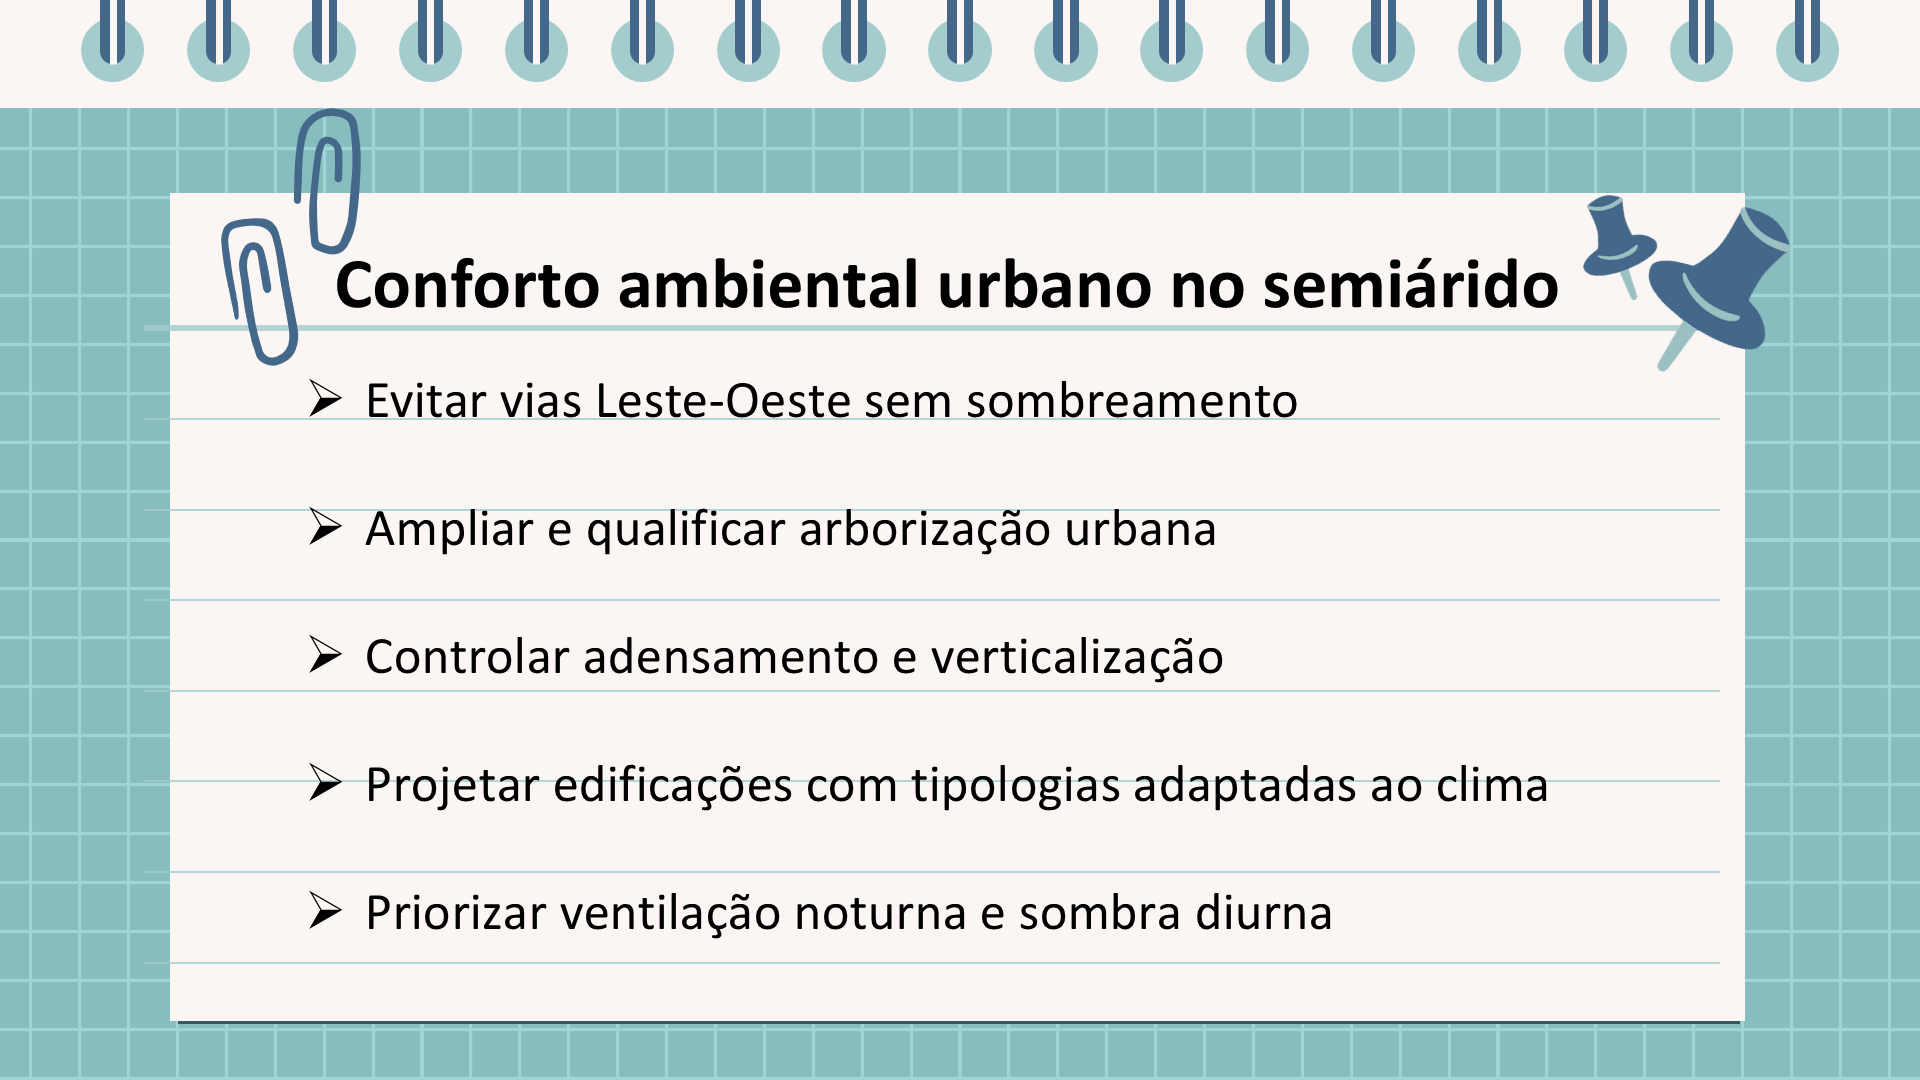 Conforto ambiental urbano no semiárido
➢ Evitar vias Leste-Oeste sem sombreamento
➢ Ampliar e qualificar arborização urbana
➢ Controlar adensamento e verticalização
➢ Projetar edificações com tipologias adaptadas ao clima
➢ Priorizar ventilação noturna e sombra diurna